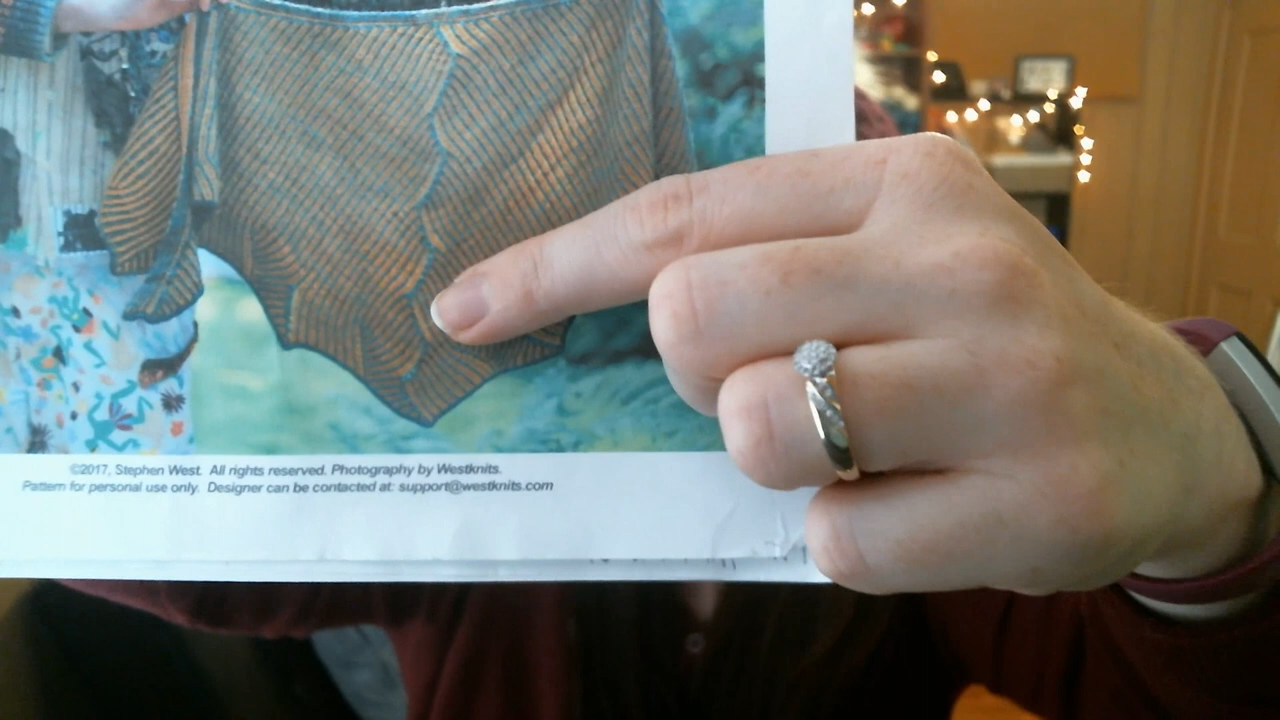 ©2017, Stephen West. All rights reserved. Photography by Westknits.
Pattern for personal use only. Designer can be contacted at: support@westknits.com